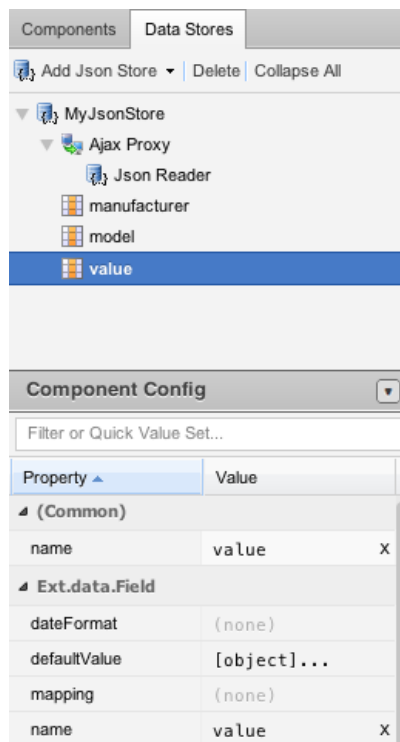 Components Data Stores
Add Json Store Delete Collapse All
MyJsonStore
Ajax Proxy
Json Reader
manufacturer
model
value
Component Config
Filter or Quick Value Set...
Property Value
(Common)
name value x
Ext.data.Field
dateFormat (none)
defaultValue [object]...
mapping (none)
name value x